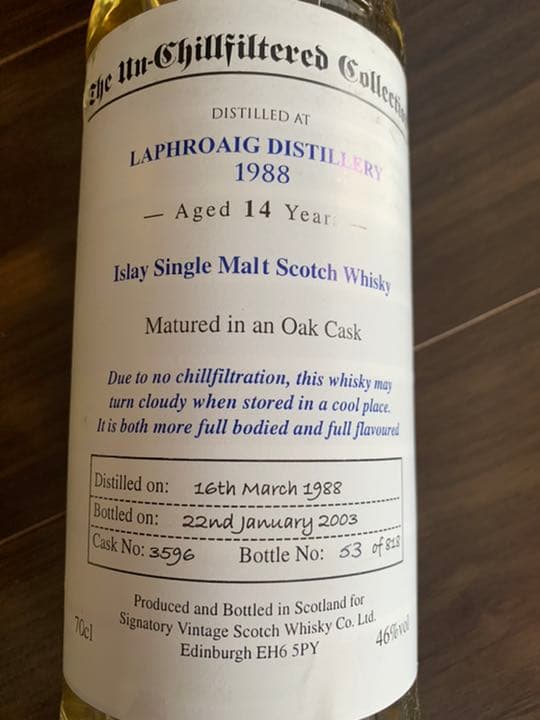 The Un-Chillfiltered Collection
DISTILLED AT
LAPHROAIG DISTILLERY
1988
— Aged 14 Years —
Islay Single Malt Scotch Whisky
Matured in an Oak Cask
Due to no chillfiltration, this whisky may
turn cloudy when stored in a cool place.
It is both more full bodied and full flavoured
Distilled on: 16th March 1988
Bottled on: 22nd January 2003
Cask No: 3596 Bottle No: 53 of 818
Produced and Bottled in Scotland for
70cl Signatory Vintage Scotch Whisky Co. Ltd. 46%vol
Edinburgh EH6 5PY